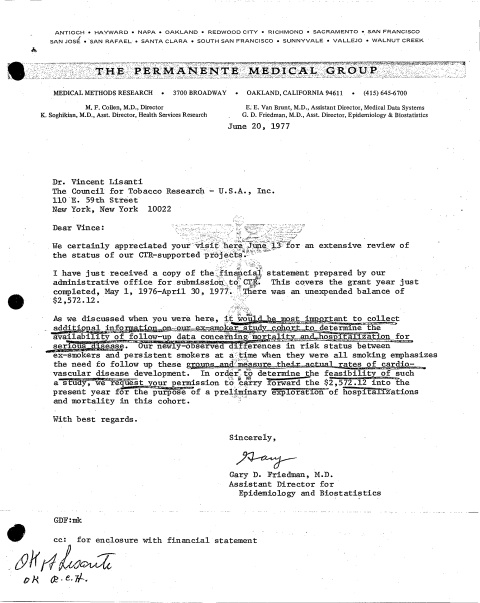 ANTIOCH • HAYWARD • NAPA • OAKLAND • REDWOOD CITY • RICHMOND • SACRAMENTO • SAN FRANCISCO
SAN JOSÉ • SAN RAFAEL • SANTA CLARA • SOUTH SAN FRANCISCO • SUNNYVALE • VALLEJO • WALNUT CREEK
THE PERMANENTE MEDICAL GROUP
MEDICAL METHODS RESEARCH • 3700 BROADWAY • OAKLAND, CALIFORNIA 94611 • (415) 645-6700
M. F. Collen, M.D., Director
K. Soghikian, M.D., Asst. Director, Health Services Research
E. E. Van Brunt, M.D., Assistant Director, Medical Data Systems
G. D. Friedman, M.D., Asst. Director, Epidemiology & Biostatistics
June 20, 1977
Dr. Vincent Lisanti
The Council for Tobacco Research - U.S.A., Inc.
110 E. 59th Street
New York, New York 10022
Dear Vince:
We certainly appreciated your visit here June 13 for an extensive review of
the status of our CTR-supported projects.
I have just received a copy of the financial statement prepared by our
administrative office for submission to CTR. This covers the grant year just
completed, May 1, 1976-April 30, 1977. There was an unexpended balance of
$2,572.12.
As we discussed when you were here, it would be most important to collect
additional information on our ex-smoker study cohort to determine the
availability of follow-up data concerning mortality and hospitalization for
serious disease. Our newly-observed differences in risk status between
ex-smokers and persistent smokers at a time when they were all smoking emphasizes
the need fo follow up these groups and measure their actual rates of cardio-
vascular disease development. In order to determine the feasibility of such
a study, we request your permission to carry forward the $2,572.12 into the
present year for the purpose of a preliminary exploration of hospitalizations
and mortality in this cohort.
With best regards.
Sincerely,
Gary
Gary D. Friedman, M.D.
Assistant Director for
Epidemiology and Biostatistics
GDF:mk
cc: for enclosure with financial statement
OK A Lisanti
OK R.C.H.